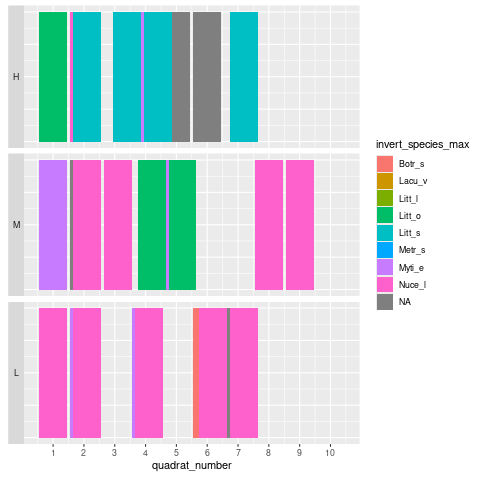 H
M
L
1 2 3 4 5 6 7 8 9 10
quadrat_number
invert_species_max
Botr_s
Lacu_v
Litt_l
Litt_o
Litt_s
Metr_s
Myti_e
Nuce_l
NA